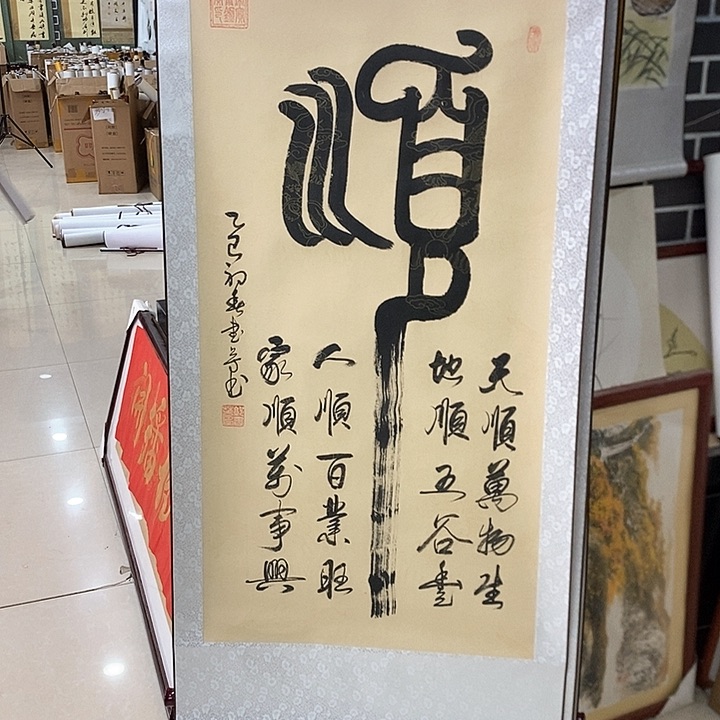 順
天順萬物生
地順五谷豊
人順百業旺
家順萬事興
乙巳初春